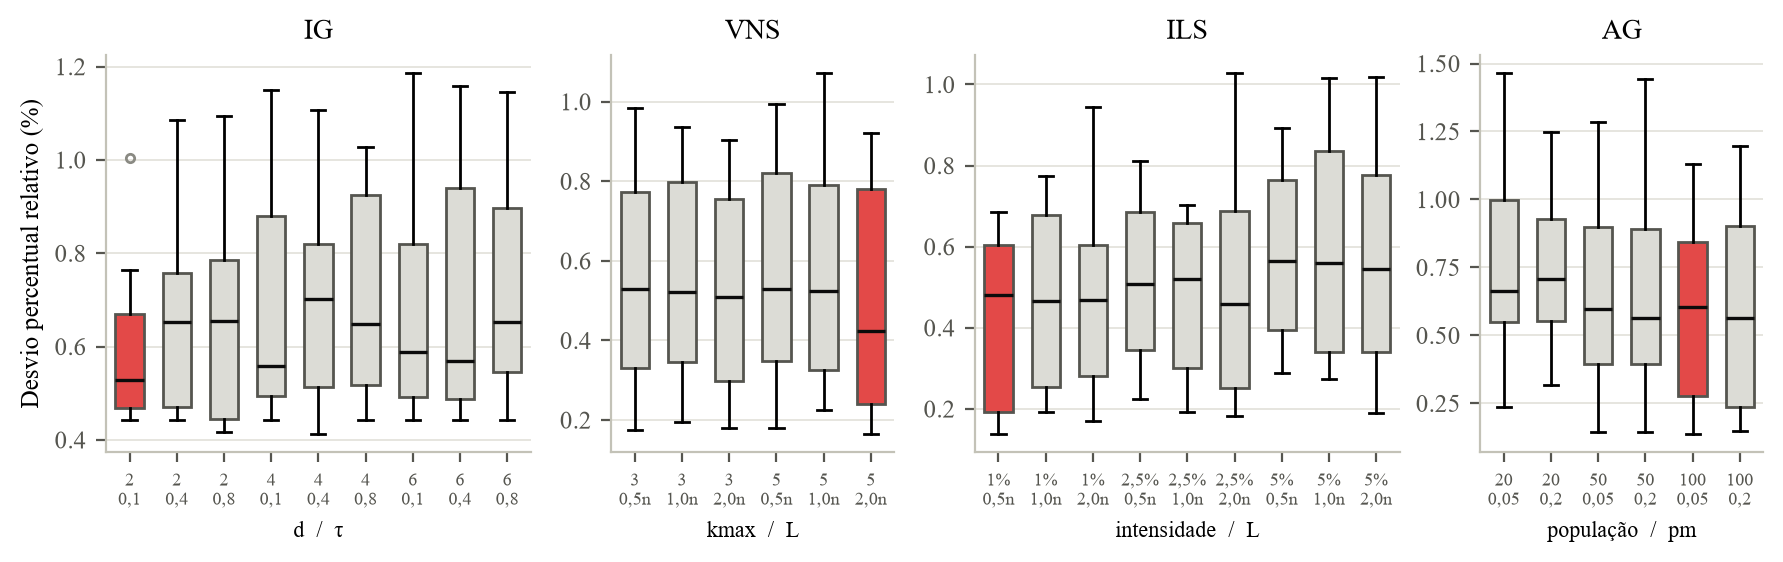 IG
VNS
ILS
AG
Desvio percentual relativo (%)
1.2
1.0
0.8
0.6
0.4
2 2 2 4 4 4 6 6 6
0,1 0,4 0,8 0,1 0,4 0,8 0,1 0,4 0,8
d / τ
1.0
0.8
0.6
0.4
0.2
3 3 3 5 5 5
0,5n 1,0n 2,0n 0,5n 1,0n 2,0n
kmax / L
1.0
0.8
0.6
0.4
0.2
1% 1% 1% 2,5% 2,5% 2,5% 5% 5% 5%
0,5n 1,0n 2,0n 0,5n 1,0n 2,0n 0,5n 1,0n 2,0n
intensidade / L
1.50
1.25
1.00
0.75
0.50
0.25
20 20 50 50 100 100
0,05 0,2 0,05 0,2 0,05 0,2
população / pm